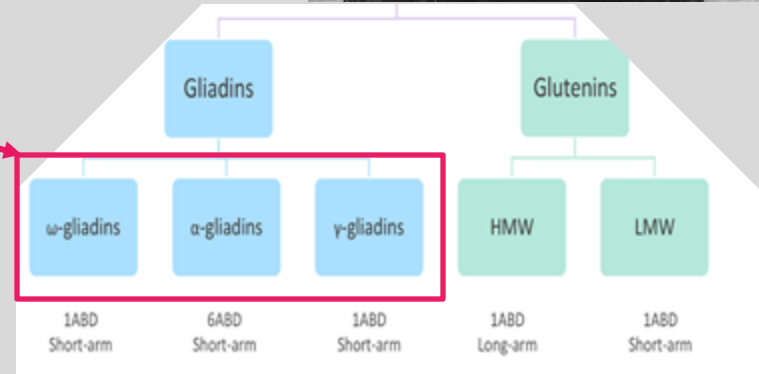 Gliadins
Glutenins
ω-gliadins
α-gliadins
γ-gliadins
HMW
LMW
1ABD
Short-arm
6ABD
Short-arm
1ABD
Short-arm
1ABD
Long-arm
1ABD
Short-arm